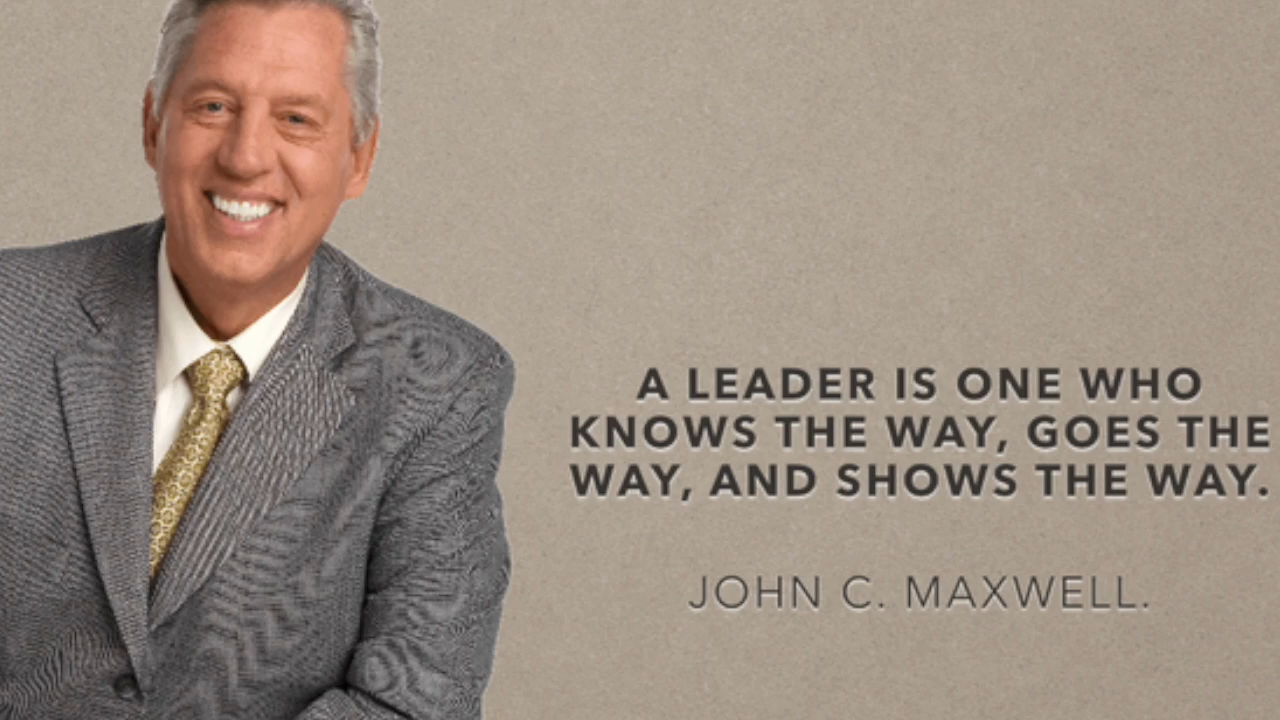 A LEADER IS ONE WHO
KNOWS THE WAY, GOES THE
WAY, AND SHOWS THE WAY.
JOHN C. MAXWELL.